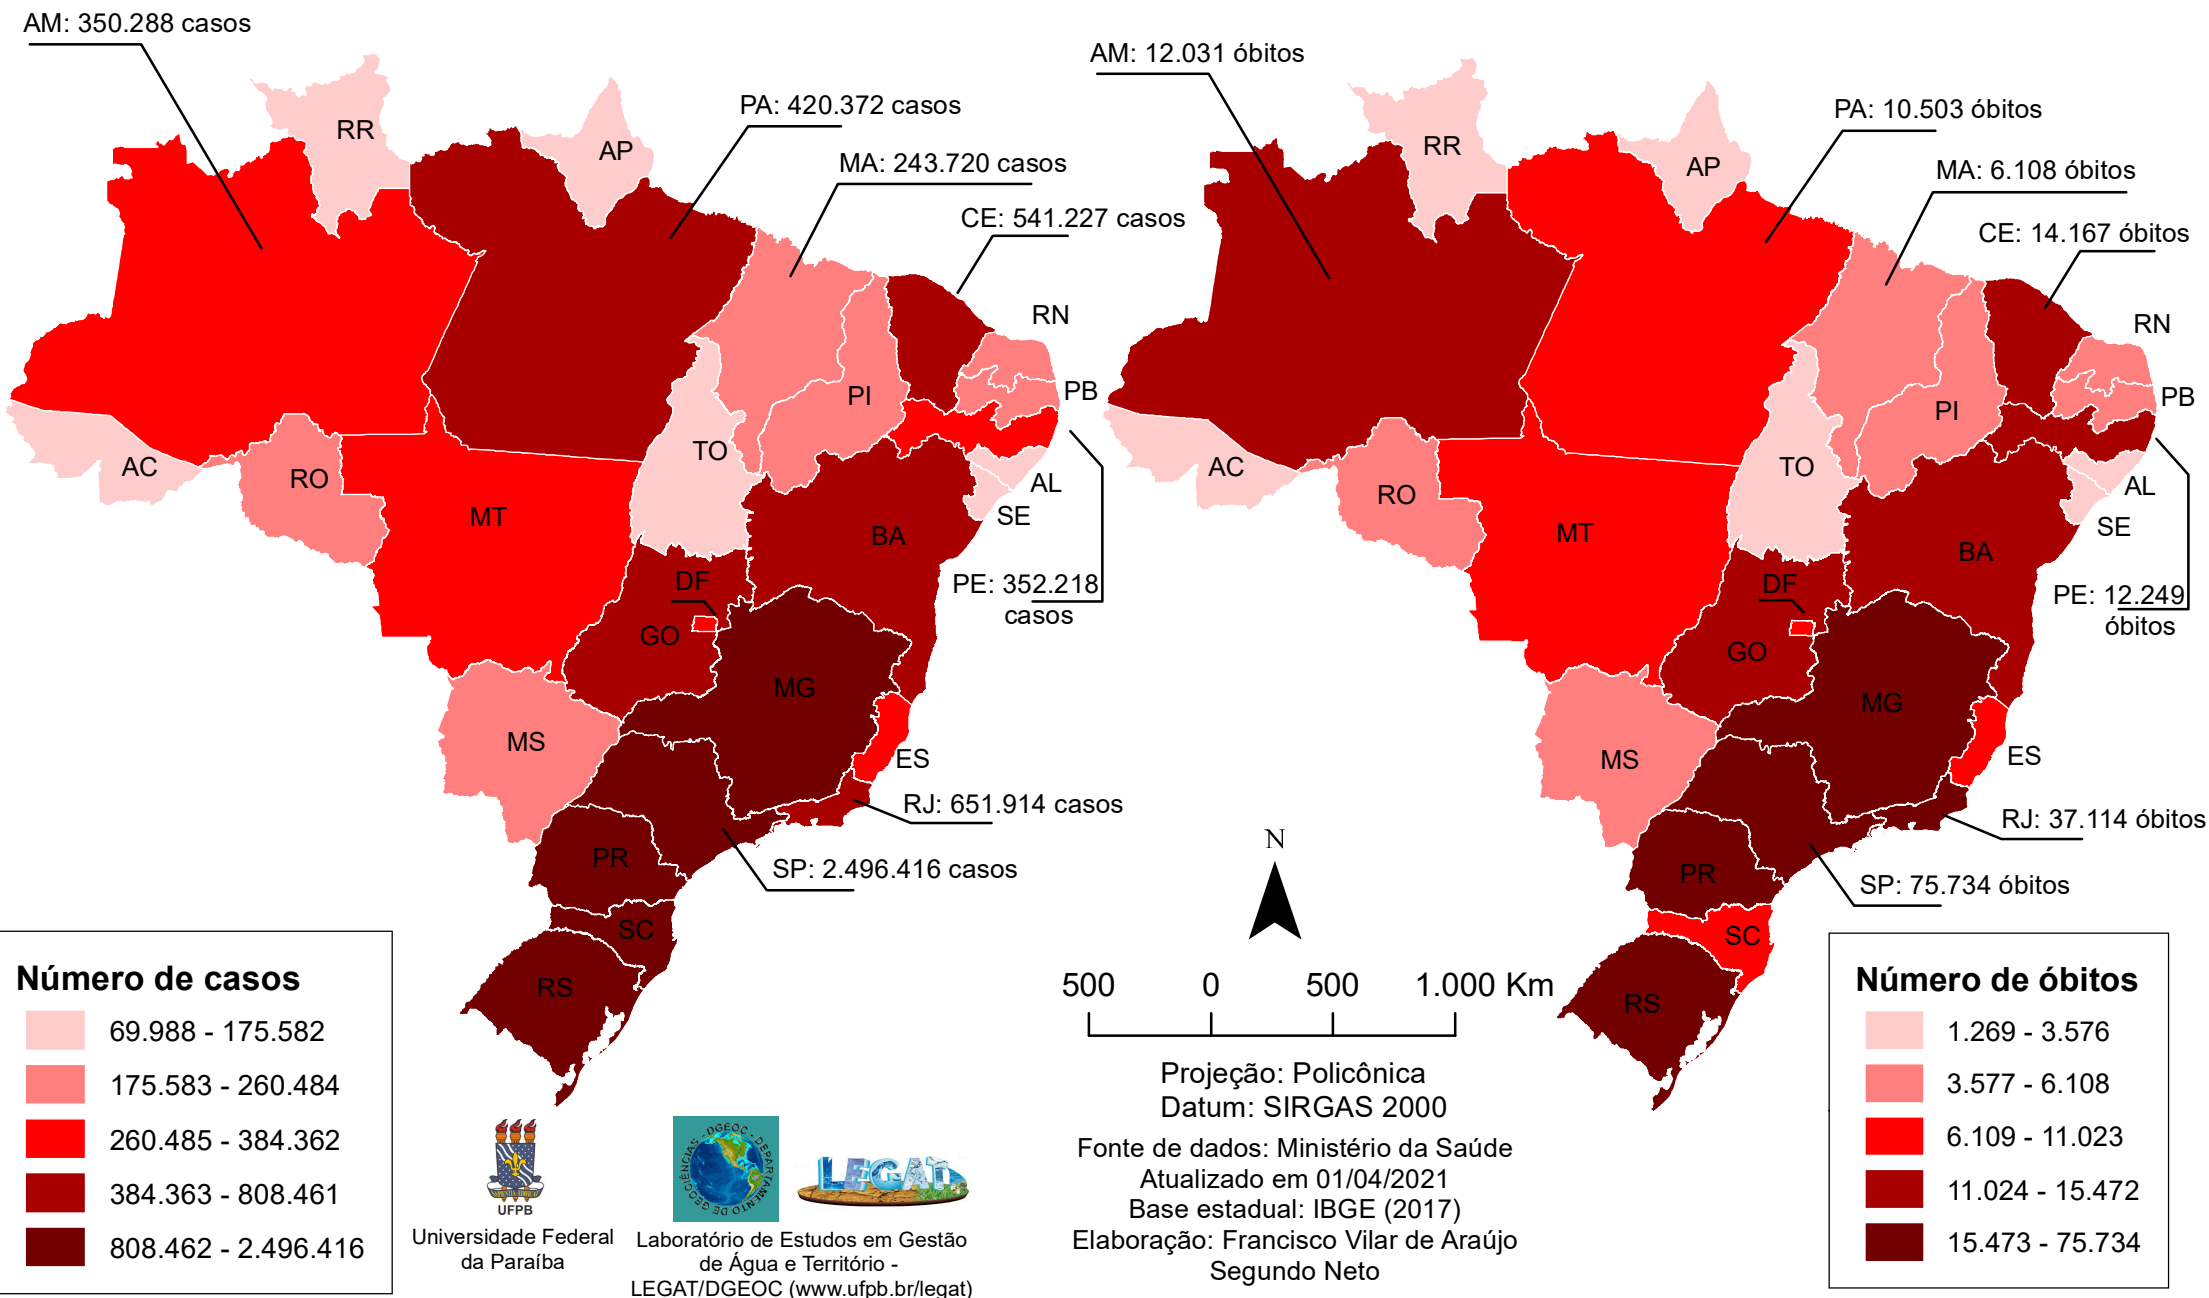 AM: 350.288 casos
RR
AP
PA: 420.372 casos
MA: 243.720 casos
CE: 541.227 casos
RN
PB
PI
TO
AC
RO
MT
AL
SE
BA
PE: 352.218
casos
DF
GO
MG
MS
ES
RJ: 651.914 casos
SP: 2.496.416 casos
PR
SC
RS
Número de casos
69.988 - 175.582
175.583 - 260.484
260.485 - 384.362
384.363 - 808.461
808.462 - 2.496.416
AM: 12.031 óbitos
RR
AP
PA: 10.503 óbitos
MA: 6.108 óbitos
CE: 14.167 óbitos
RN
PB
PI
TO
AC
RO
MT
AL
SE
BA
PE: 12.249
óbitos
DF
GO
MG
MS
ES
RJ: 37.114 óbitos
SP: 75.734 óbitos
PR
SC
RS
Número de óbitos
1.269 - 3.576
3.577 - 6.108
6.109 - 11.023
11.024 - 15.472
15.473 - 75.734
N
500 0 500 1.000 Km
Projeção: Policônica
Datum: SIRGAS 2000
Fonte de dados: Ministério da Saúde
Atualizado em 01/04/2021
Base estadual: IBGE (2017)
Elaboração: Francisco Vilar de Araújo
Segundo Neto
UFPB
Universidade Federal
da Paraíba
DGEOC - DEPARTAMENTO DE GEOCIÊNCIAS
LEGAT
Laboratório de Estudos em Gestão
de Água e Território -
LEGAT/DGEOC (www.ufpb.br/legat)